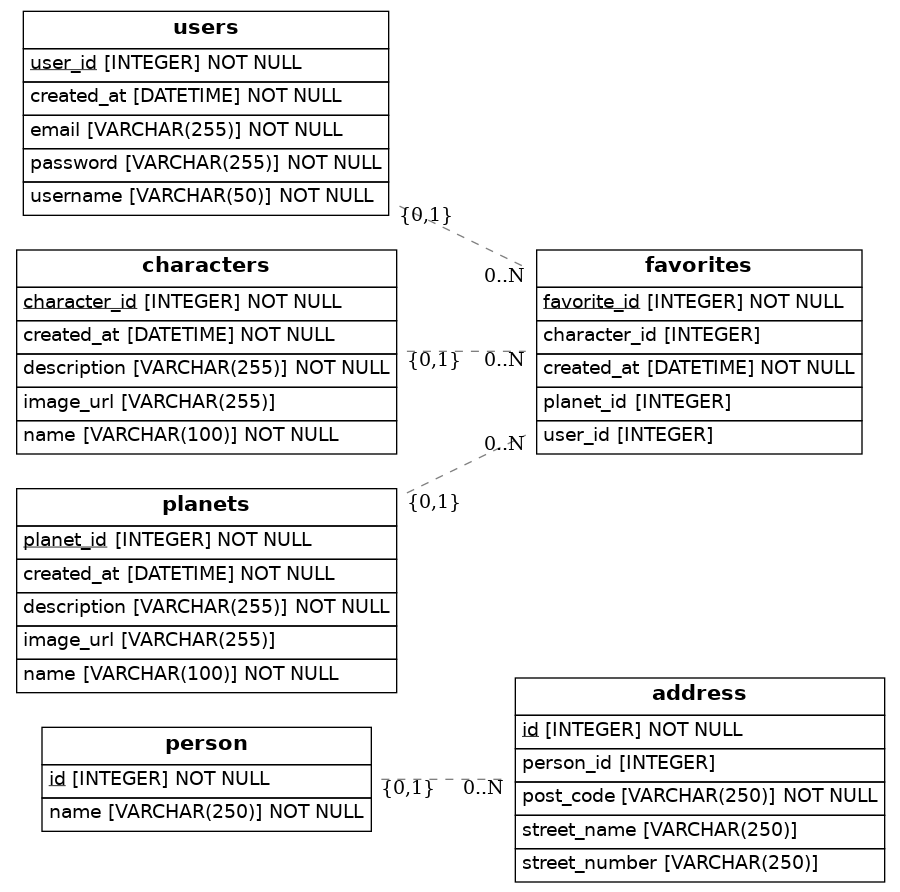 users
user_id [INTEGER] NOT NULL
created_at [DATETIME] NOT NULL
email [VARCHAR(255)] NOT NULL
password [VARCHAR(255)] NOT NULL
username [VARCHAR(50)] NOT NULL
{0,1}
0..N
characters
character_id [INTEGER] NOT NULL
created_at [DATETIME] NOT NULL
description [VARCHAR(255)] NOT NULL
image_url [VARCHAR(255)]
name [VARCHAR(100)] NOT NULL
{0,1}
0..N
favorites
favorite_id [INTEGER] NOT NULL
character_id [INTEGER]
created_at [DATETIME] NOT NULL
planet_id [INTEGER]
user_id [INTEGER]
0..N
{0,1}
planets
planet_id [INTEGER] NOT NULL
created_at [DATETIME] NOT NULL
description [VARCHAR(255)] NOT NULL
image_url [VARCHAR(255)]
name [VARCHAR(100)] NOT NULL
person
id [INTEGER] NOT NULL
name [VARCHAR(250)] NOT NULL
{0,1}
0..N
address
id [INTEGER] NOT NULL
person_id [INTEGER]
post_code [VARCHAR(250)] NOT NULL
street_name [VARCHAR(250)]
street_number [VARCHAR(250)]